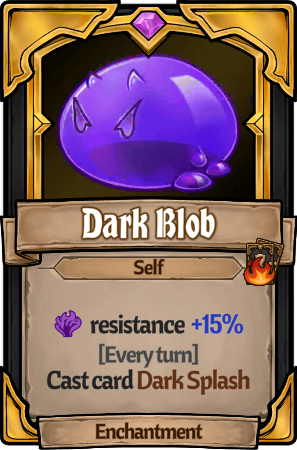 Dark Blob
Self
resistance +15%
[Every turn]
Cast card Dark Splash
Enchantment